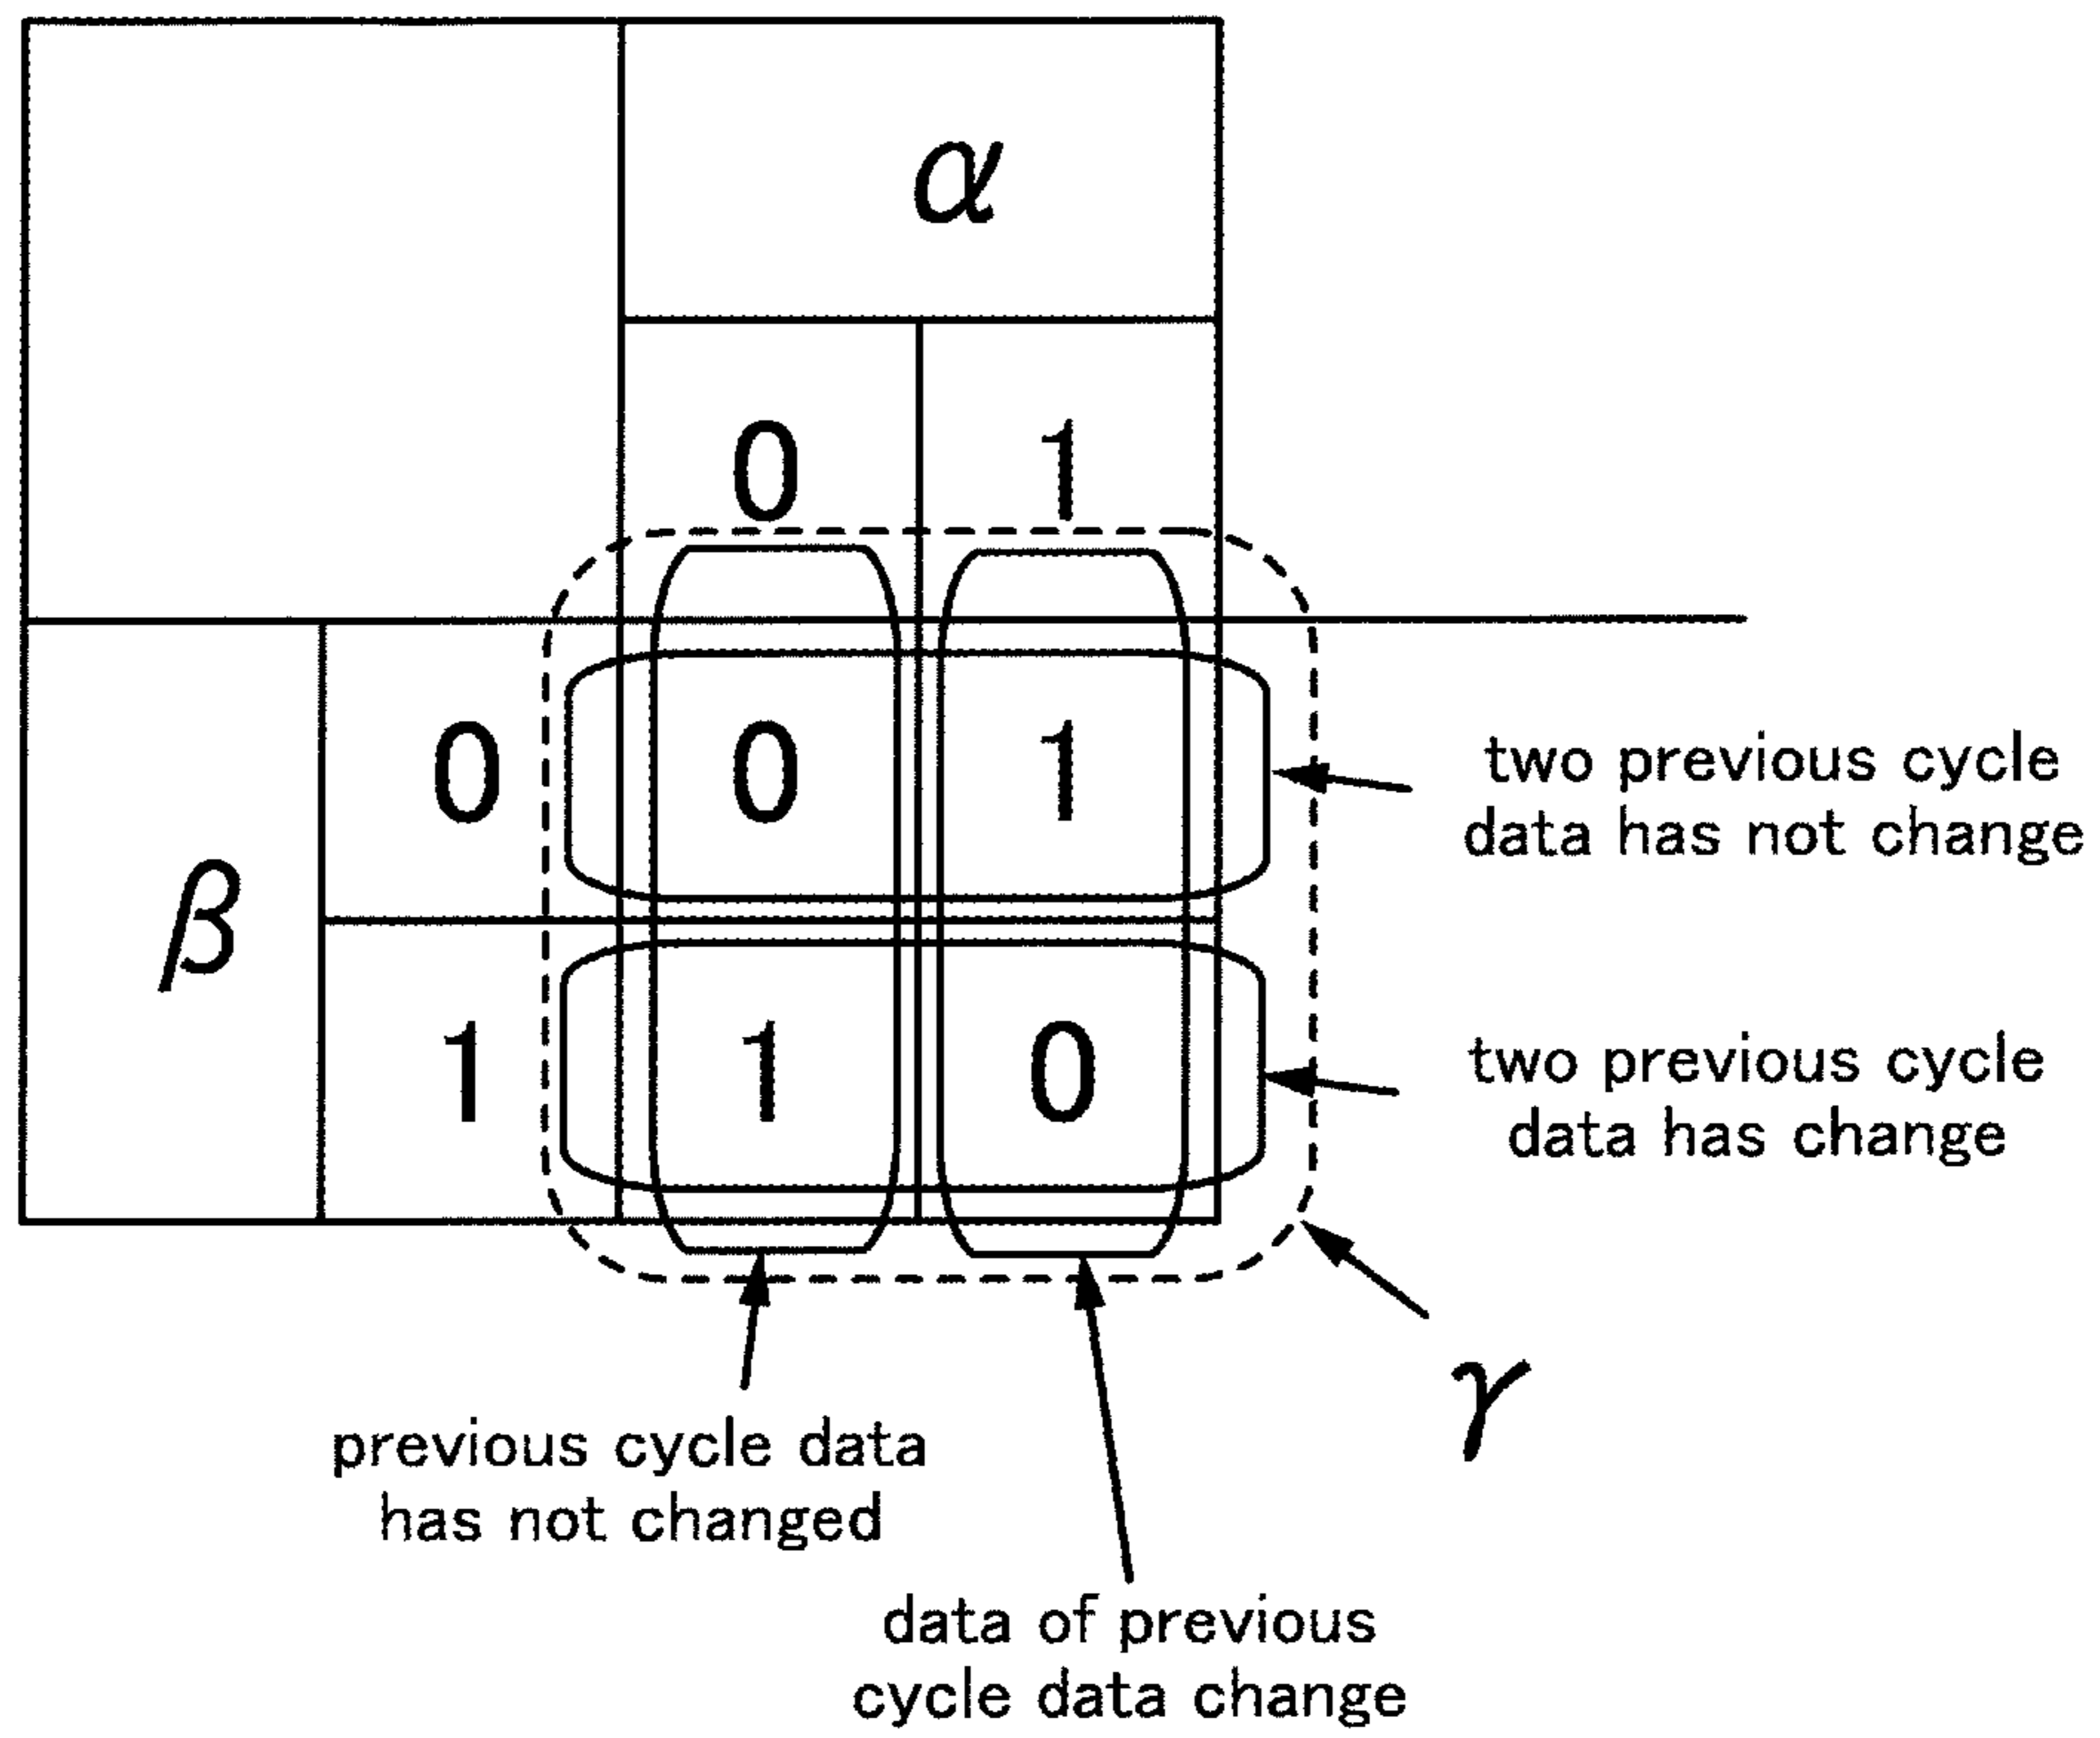 α
0 1
0 0 1
two previous cycle
data has not change
β
1 1 0
two previous cycle
data has change
γ
previous cycle data
has not changed
data of previous
cycle data change